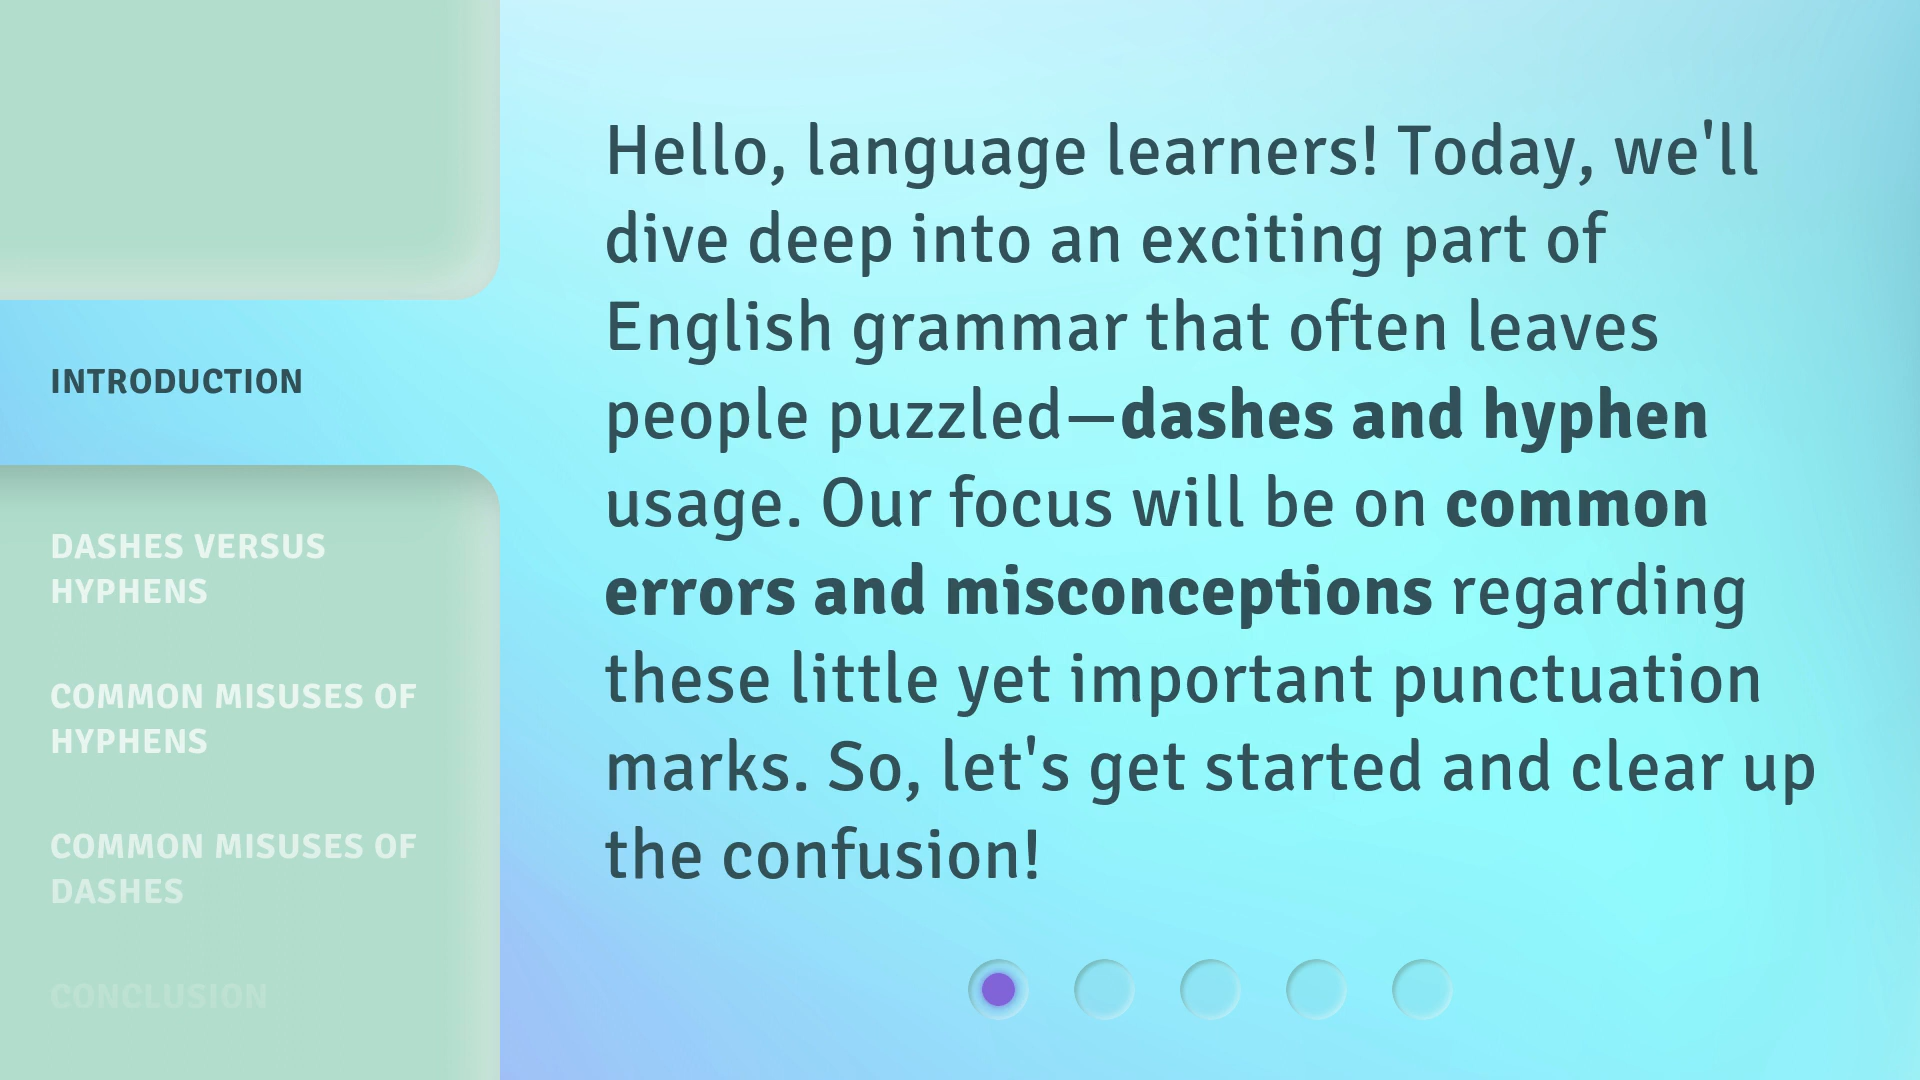 INTRODUCTION
DASHES VERSUS
HYPHENS
COMMON MISUSES OF
HYPHENS
COMMON MISUSES OF
DASHES
CONCLUSION
Hello, language learners! Today, we'll
dive deep into an exciting part of
English grammar that often leaves
people puzzled—dashes and hyphen
usage. Our focus will be on common
errors and misconceptions regarding
these little yet important punctuation
marks. So, let's get started and clear up
the confusion!